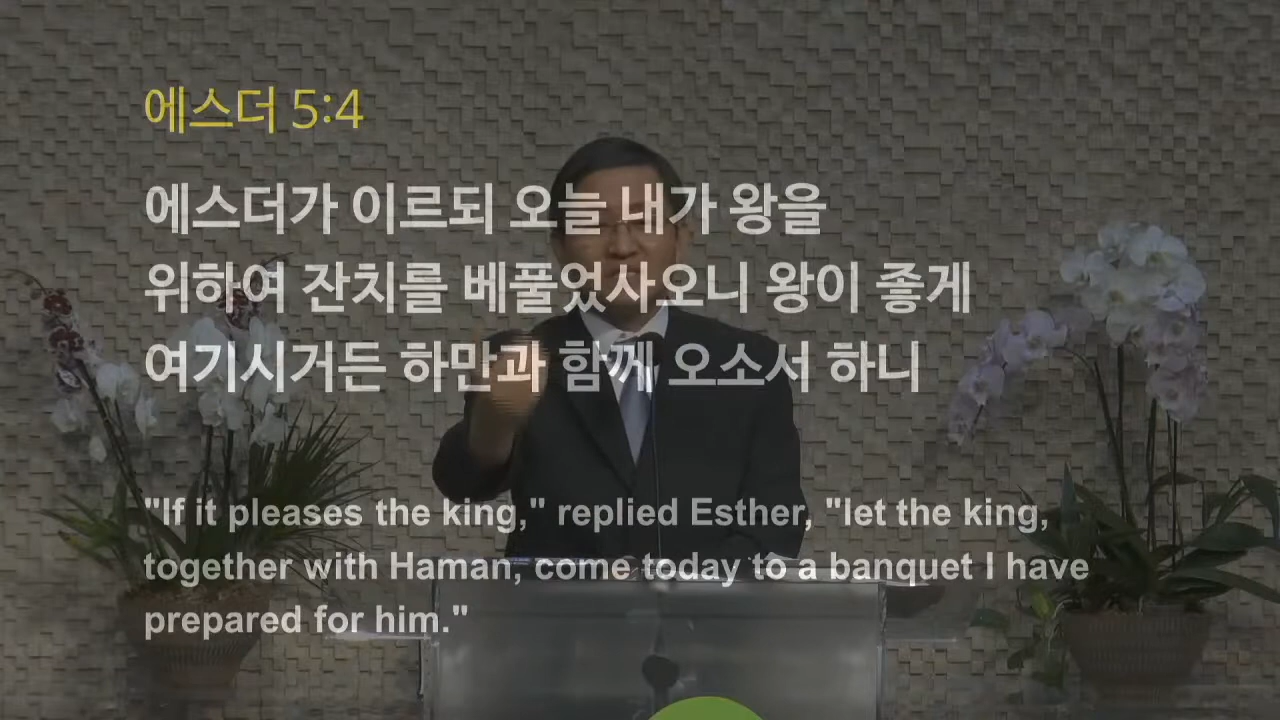 에스더 5:4
에스더가 이르되 오늘 내가 왕을
위하여 잔치를 베풀었사오니 왕이 좋게
여기시거든 하만과 함께 오소서 하니
"If it pleases the king," replied Esther, "let the king,
together with Haman, come today to a banquet I have
prepared for him."